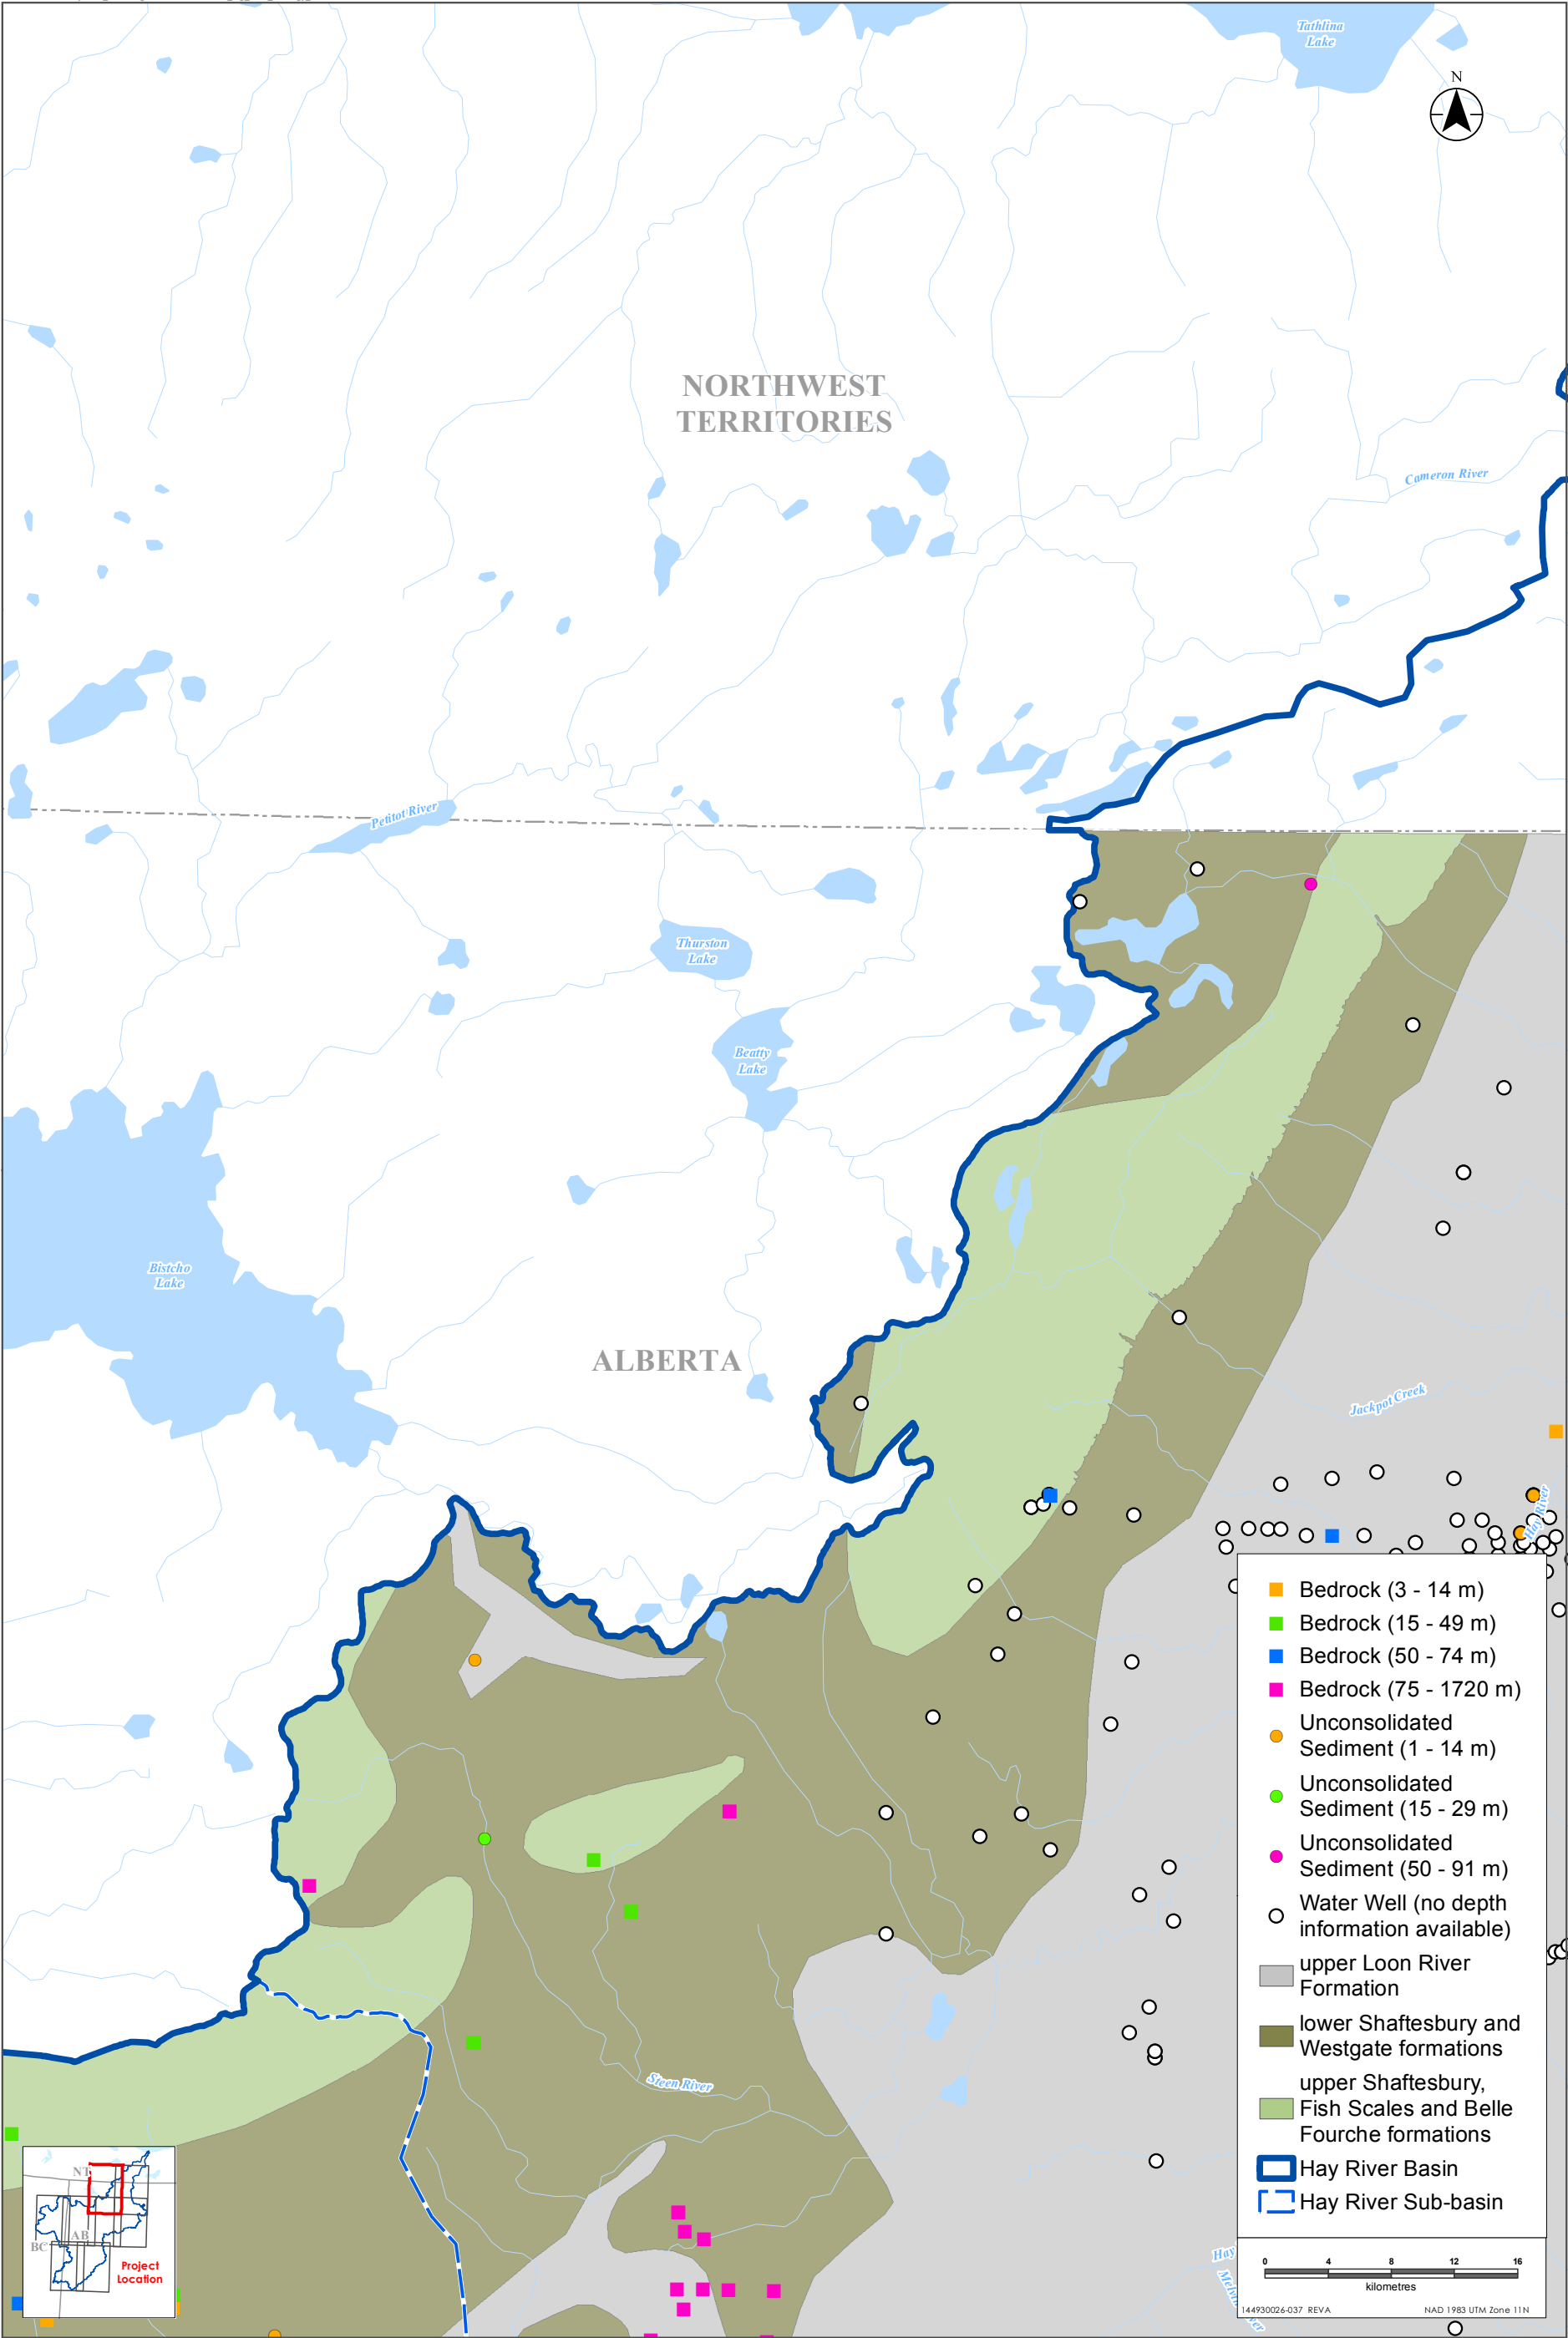 Tathlina
Lake
N
NORTHWEST
TERRITORIES
Cameron River
Petitot River
Thurston
Lake
Beatty
Lake
Bistcho
Lake
ALBERTA
Jackpot Creek
Hay River
Steen River
Bedrock (3 - 14 m)
Bedrock (15 - 49 m)
Bedrock (50 - 74 m)
Bedrock (75 - 1720 m)
Unconsolidated
Sediment (1 - 14 m)
Unconsolidated
Sediment (15 - 29 m)
Unconsolidated
Sediment (50 - 91 m)
Water Well (no depth
information available)
upper Loon River
Formation
lower Shaftesbury and
Westgate formations
upper Shaftesbury,
Fish Scales and Belle
Fourche formations
Hay River Basin
Hay River Sub-basin
NT
AB
BC
Project
Location
Hay
0 4 8 12 16
kilometres
144930026-037 REVA NAD 1983 UTM Zone 11N